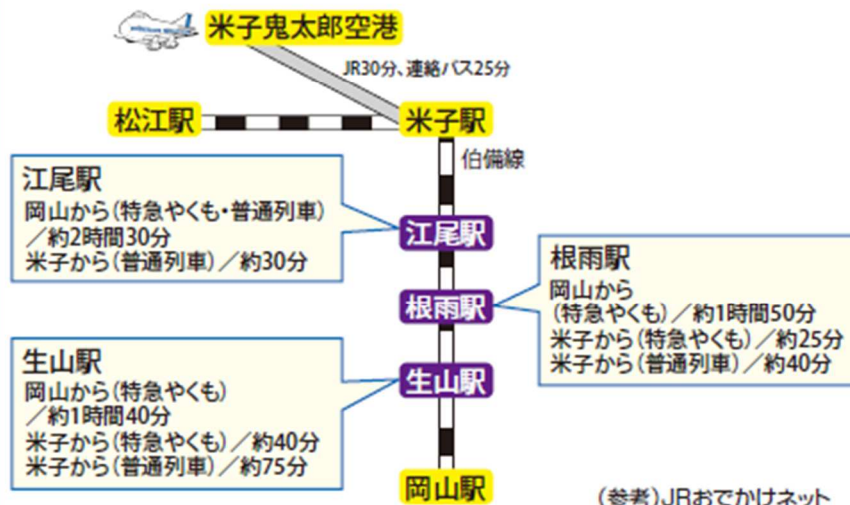 米子鬼太郎空港
JR30分、連絡バス25分
松江駅
米子駅
伯備線
江尾駅
岡山から(特急やくも・普通列車)
／約2時間30分
米子から(普通列車)／約30分
江尾駅
根雨駅
岡山から
(特急やくも)／約1時間50分
米子から(特急やくも)／約25分
米子から(普通列車)／約40分
根雨駅
生山駅
岡山から(特急やくも)
／約1時間40分
米子から(特急やくも)／約40分
米子から(普通列車)／約75分
生山駅
岡山駅
(参考)JRおでかけネット